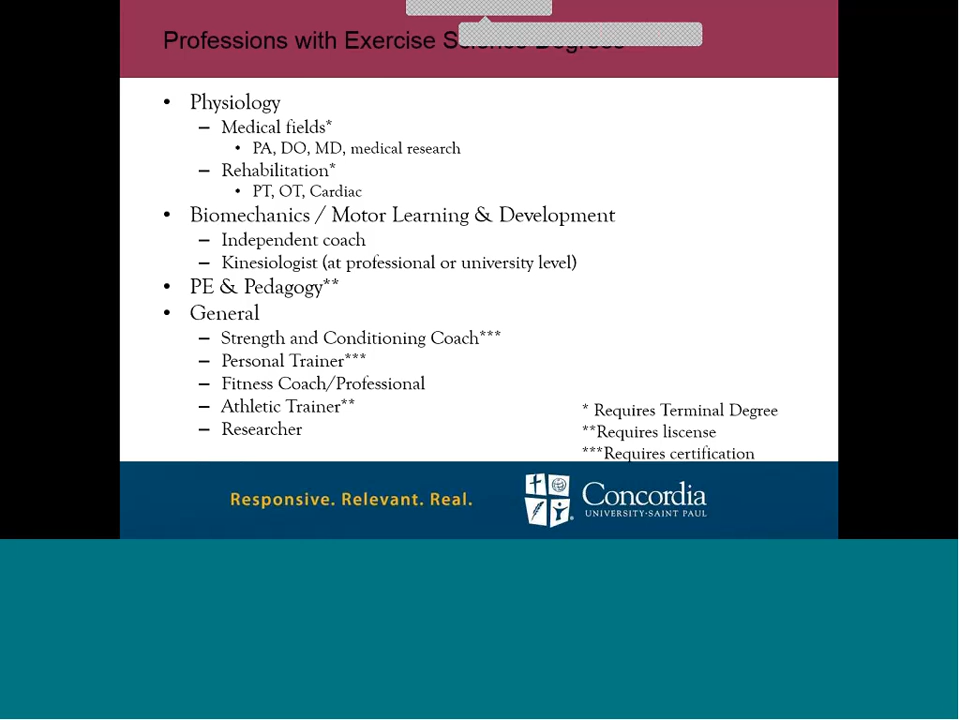 Professions with Exercise Science Degrees
• Physiology
– Medical fields*
• PA, DO, MD, medical research
– Rehabilitation*
• PT, OT, Cardiac
• Biomechanics / Motor Learning & Development
– Independent coach
– Kinesiologist (at professional or university level)
• PE & Pedagogy**
• General
– Strength and Conditioning Coach***
– Personal Trainer***
– Fitness Coach/Professional
– Athletic Trainer**
– Researcher
* Requires Terminal Degree
**Requires liscense
***Requires certification
Responsive. Relevant. Real.
Concordia
UNIVERSITY·SAINT PAUL